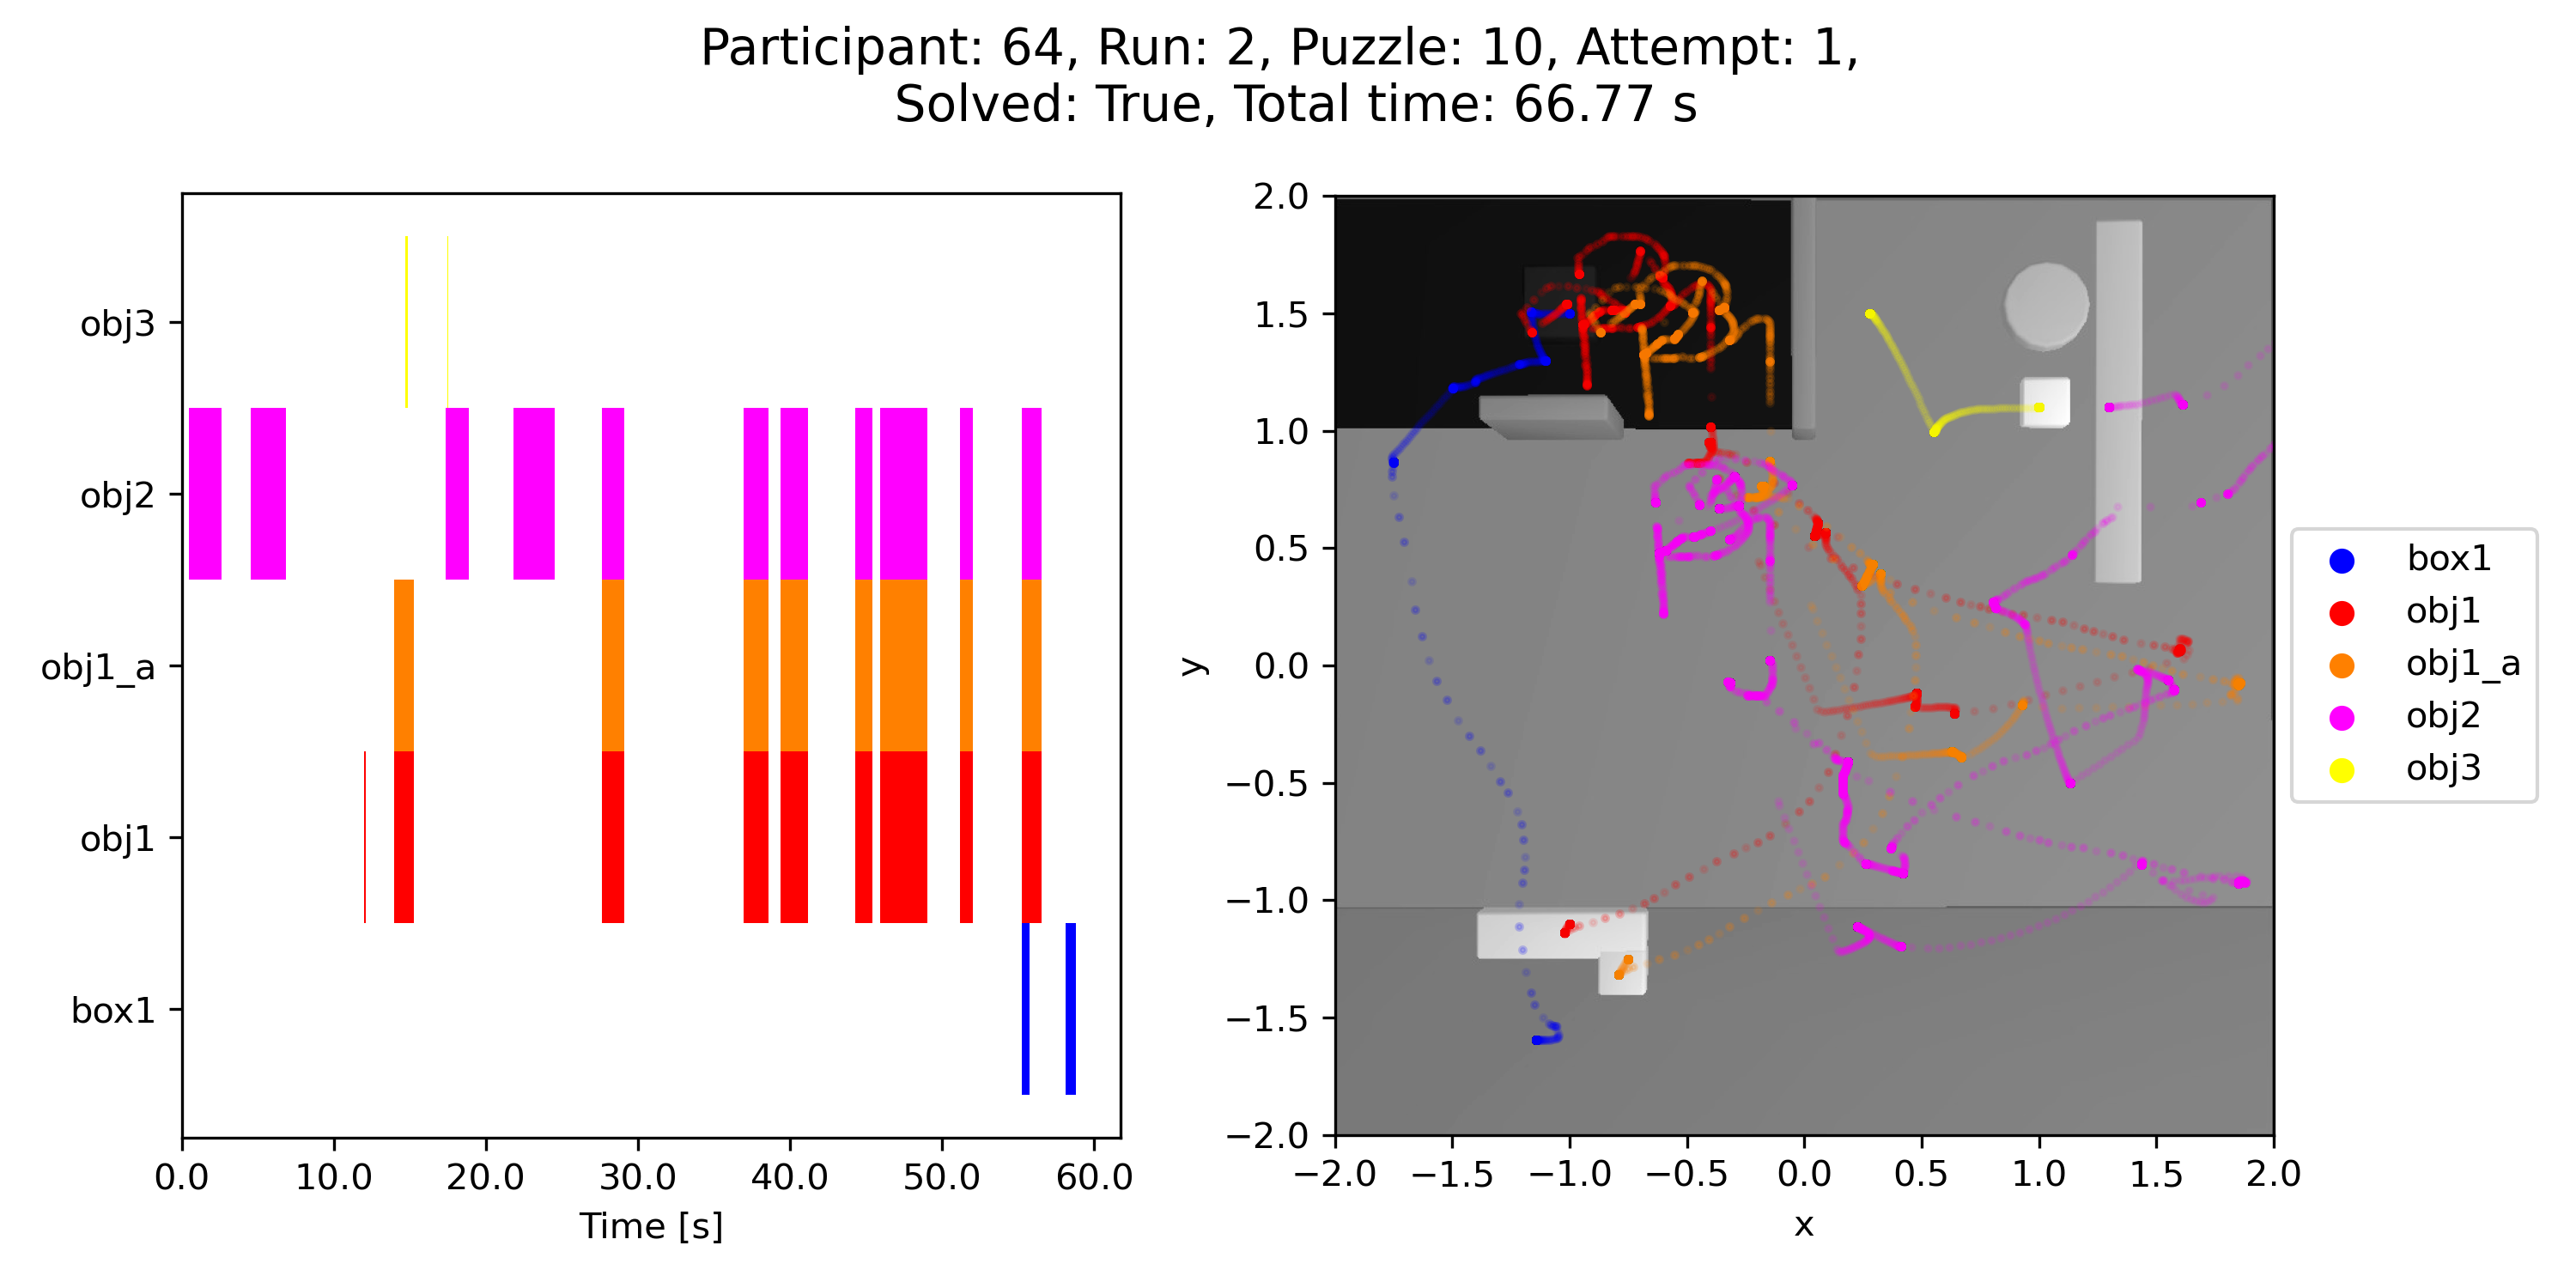 Participant: 64, Run: 2, Puzzle: 10, Attempt: 1,
Solved: True, Total time: 66.77 s
obj3
obj2
obj1_a
obj1
box1
0.0 10.0 20.0 30.0 40.0 50.0 60.0
Time [s]
2.0
1.5
1.0
0.5
0.0
−0.5
−1.0
−1.5
−2.0
y
−2.0 −1.5 −1.0 −0.5 0.0 0.5 1.0 1.5 2.0
x
box1
obj1
obj1_a
obj2
obj3